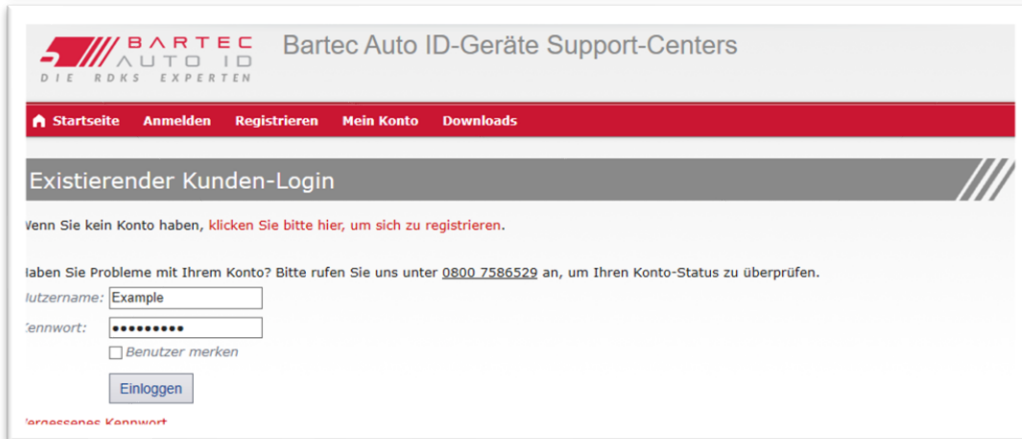 BARTEC
AUTO ID
DIE RDKS EXPERTEN
Bartec Auto ID-Geräte Support-Centers
Startseite Anmelden Registrieren Mein Konto Downloads
Existierender Kunden-Login
Wenn Sie kein Konto haben, klicken Sie bitte hier, um sich zu registrieren.
Haben Sie Probleme mit Ihrem Konto? Bitte rufen Sie uns unter 0800 7586529 an, um Ihren Konto-Status zu überprüfen.
Nutzername: Example
Kennwort: •••••••••
Benutzer merken
Einloggen
Vergessenes Kennwort